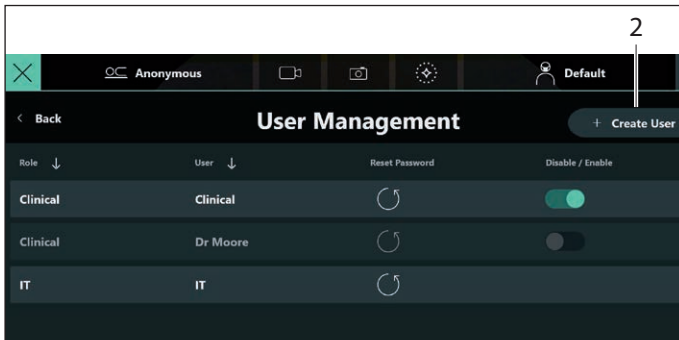 2
Anonymous Default
< Back User Management + Create User
Role ↓ User ↓ Reset Password Disable / Enable
Clinical Clinical
Clinical Dr Moore
IT IT